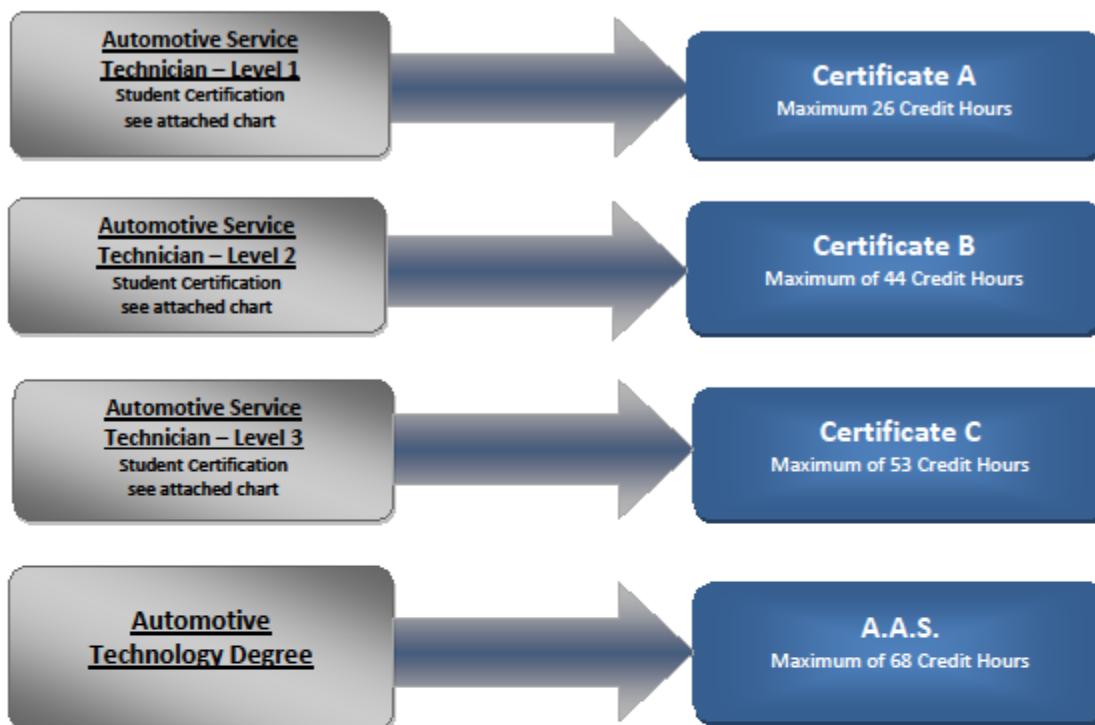 Automotive Service
Technician – Level 1
Student Certification
see attached chart
Certificate A
Maximum 26 Credit Hours
Automotive Service
Technician – Level 2
Student Certification
see attached chart
Certificate B
Maximum of 44 Credit Hours
Automotive Service
Technician – Level 3
Student Certification
see attached chart
Certificate C
Maximum of 53 Credit Hours
Automotive
Technology Degree
A.A.S.
Maximum of 68 Credit Hours